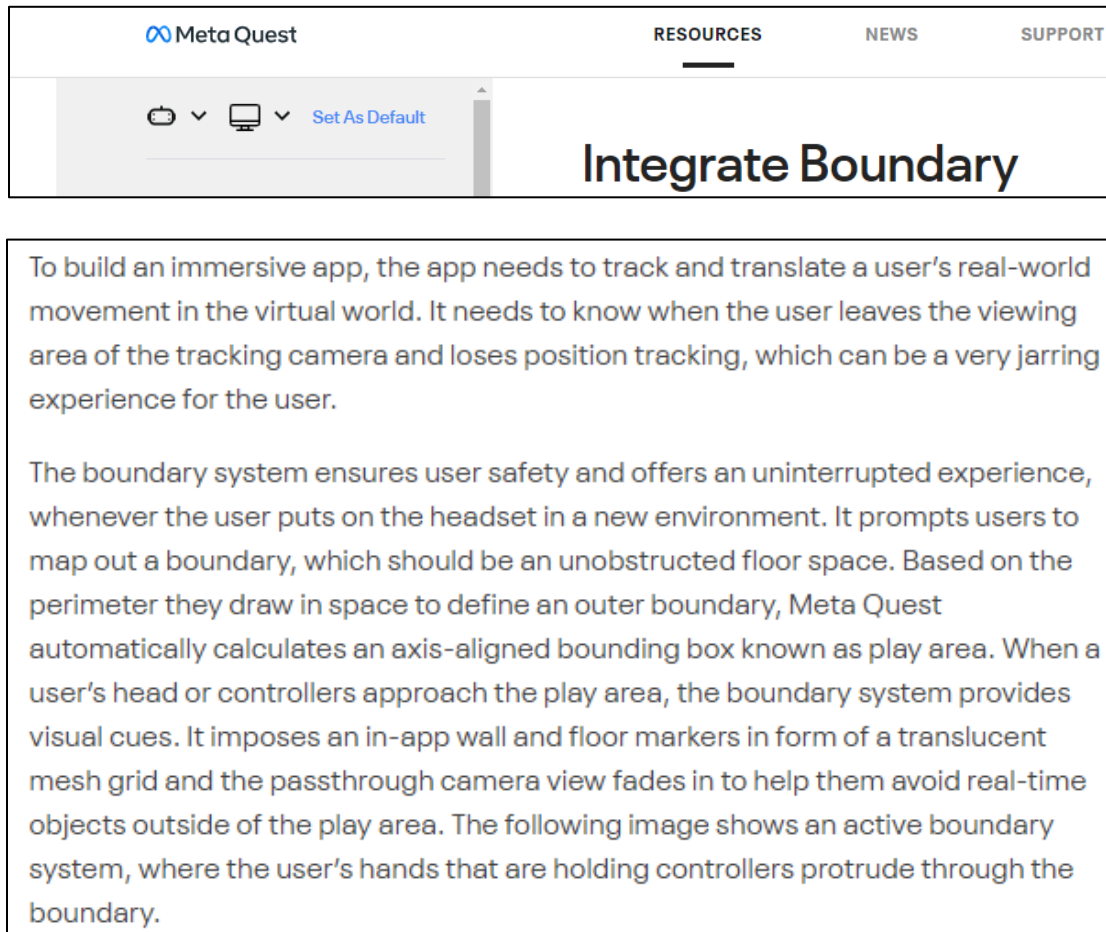 Meta Quest
RESOURCES
NEWS
SUPPORT
Set As Default
Integrate Boundary
To build an immersive app, the app needs to track and translate a user's real-world
movement in the virtual world. It needs to know when the user leaves the viewing
area of the tracking camera and loses position tracking, which can be a very jarring
experience for the user.
The boundary system ensures user safety and offers an uninterrupted experience,
whenever the user puts on the headset in a new environment. It prompts users to
map out a boundary, which should be an unobstructed floor space. Based on the
perimeter they draw in space to define an outer boundary, Meta Quest
automatically calculates an axis-aligned bounding box known as play area. When a
user's head or controllers approach the play area, the boundary system provides
visual cues. It imposes an in-app wall and floor markers in form of a translucent
mesh grid and the passthrough camera view fades in to help them avoid real-time
objects outside of the play area. The following image shows an active boundary
system, where the user's hands that are holding controllers protrude through the
boundary.